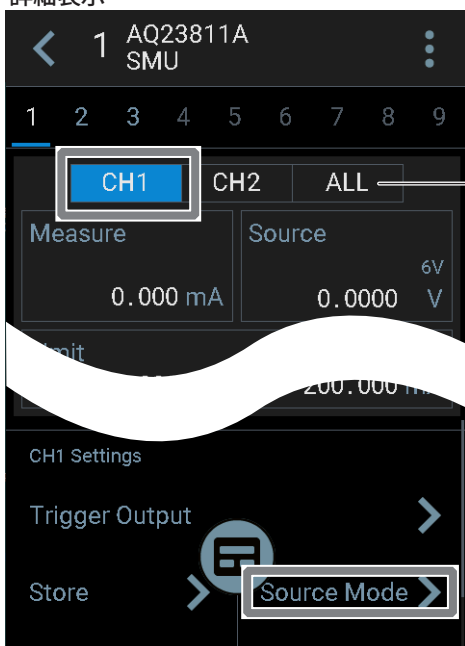 詳細表示
1 AQ23811A
SMU
1 2 3 4 5 6 7 8 9
CH1 CH2 ALL
Measure Source
6V
0.000 mA 0.0000 V
200.000
CH1 Settings
Trigger Output
Store Source Mode